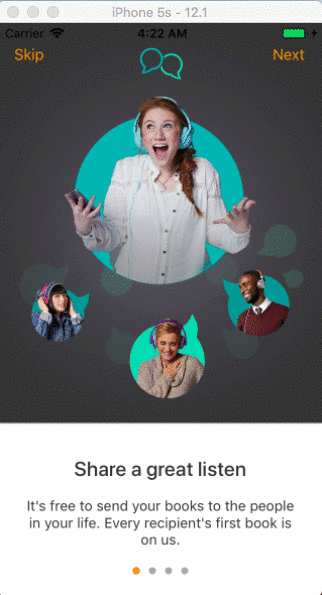 iPhone 5s - 12.1
Carrier 4:22 AM
Skip Next
Share a great listen
It's free to send your books to the people
in your life. Every recipient's first book is
on us.